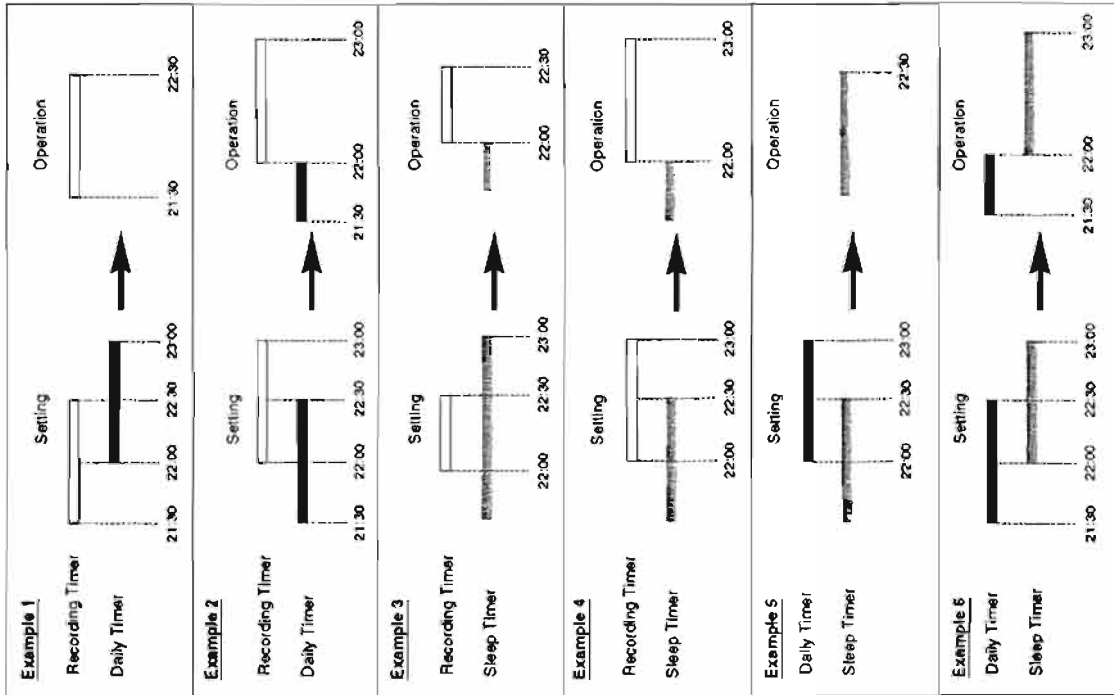 Example 1
Setting
Operation
Recording Timer
Daily Timer
21:30 22:00 22:30 23:00
21:30 22:30
Example 2
Setting
Operation
Recording Timer
Daily Timer
21:30 22:00 22:30 23:00
21:30 22:00 23:00
Example 3
Setting
Operation
Recording Timer
Sleep Timer
22:00 22:30 23:00
22:00 22:30
Example 4
Setting
Operation
Recording Timer
Sleep Timer
22:00 22:30 23:00
22:00 23:00
Example 5
Daily Timer
Setting
Operation
Sleep Timer
22:00 22:30 23:00
22:30
Example 6
Setting
Operation
Daily Timer
Sleep Timer
21:30 22:00 22:30 23:00
21:30 22:00 23:00